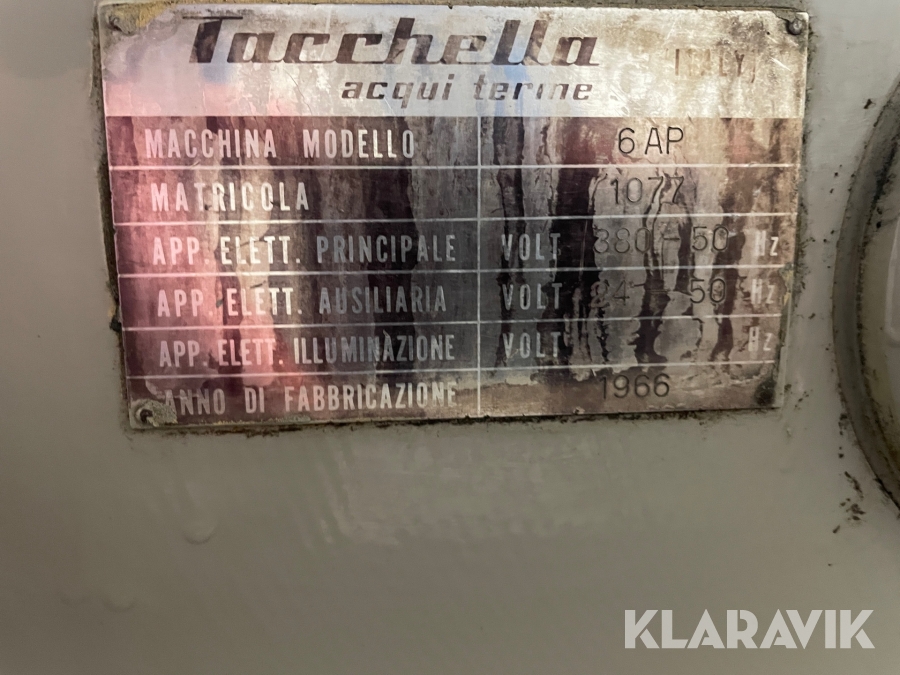 Tacchella
(ITALY)
acqui terme
MACCHINA MODELLO 6 AP
MATRICOLA 1077
APP. ELETT. PRINCIPALE VOLT 380 - 50 Hz
APP. ELETT. AUSILIARIA VOLT 50 Hz
APP. ELETT. ILLUMINAZIONE VOLT Hz
ANNO DI FABBRICAZIONE 1966
KLARAVIK